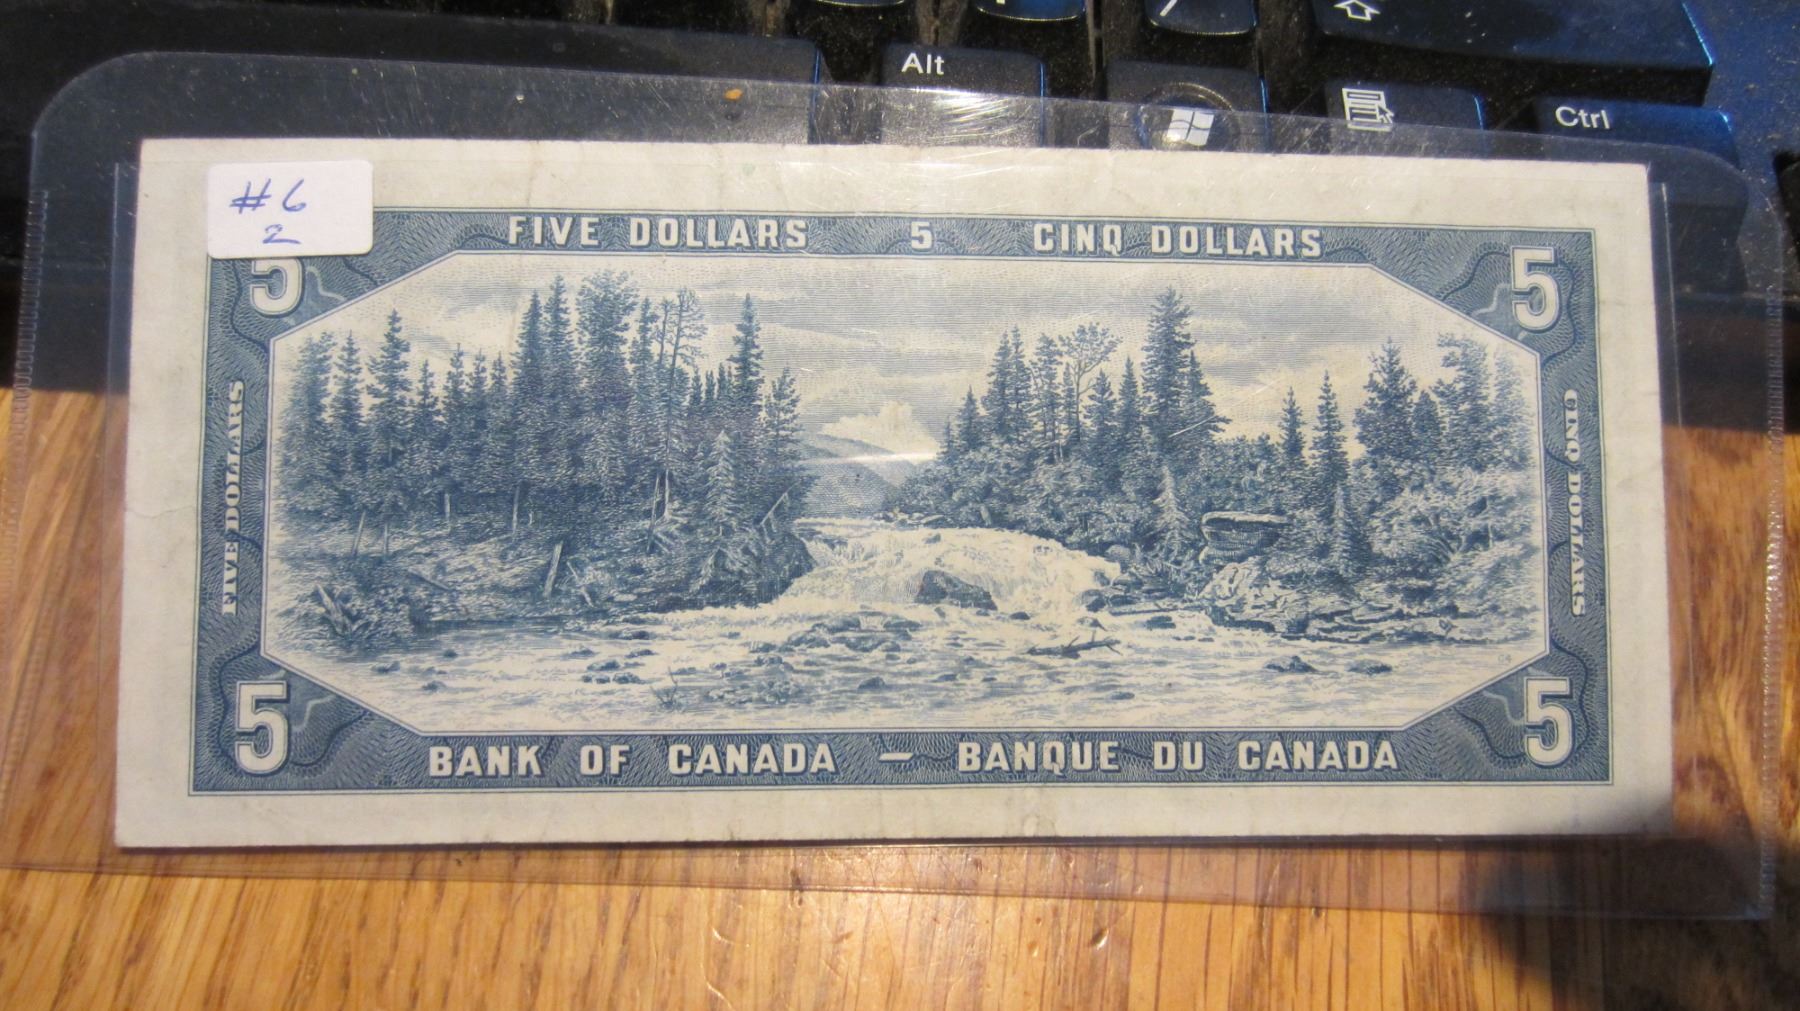 Alt
Ctrl
#6
2
FIVE DOLLARS 5 CINQ DOLLARS
5
5
FIVE DOLLARS
CINQ DOLLARS
5
5
BANK OF CANADA — BANQUE DU CANADA